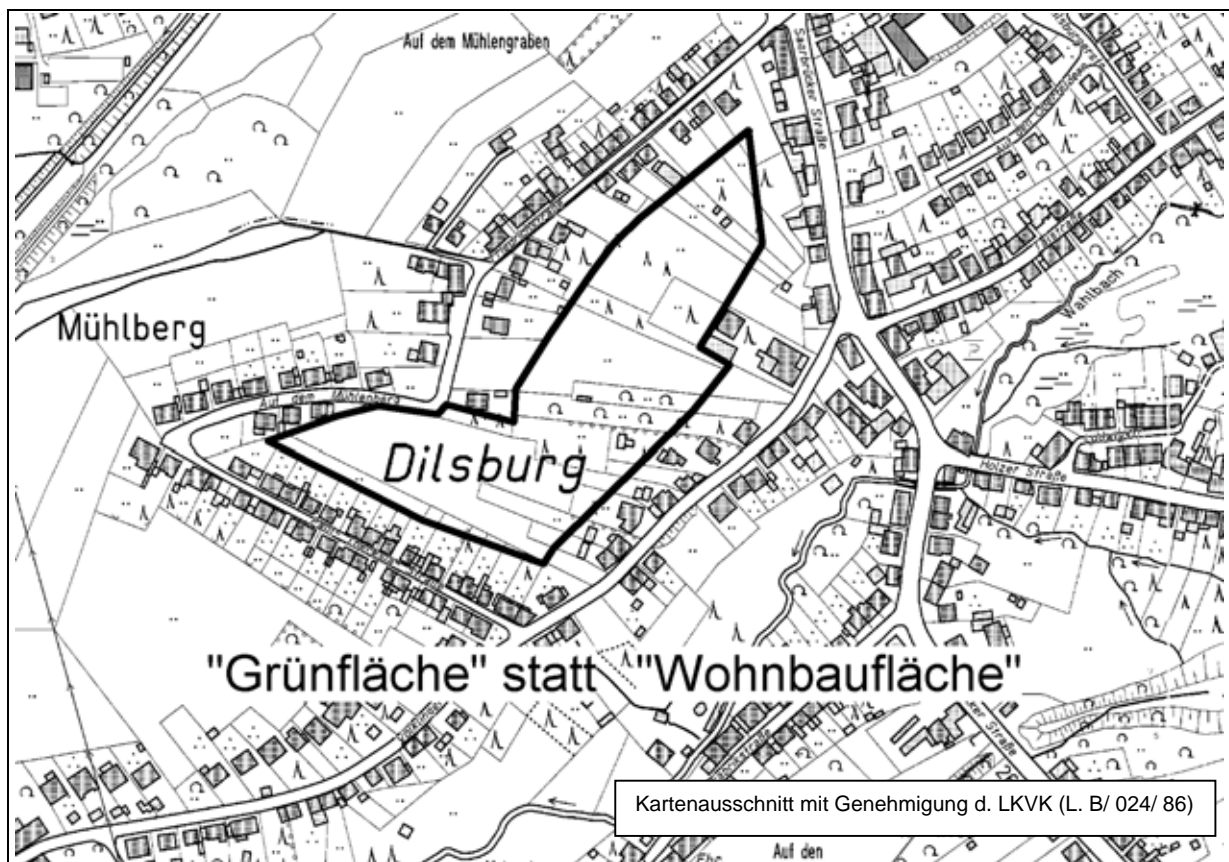 Auf dem Mühlengraben
Saarbrücker Straße
Wahlbach
Mühlberg
Auf dem Mühlenberg
Dilsburg
Holzer Straße
"Grünfläche" statt "Wohnbaufläche"
Straße
Kartenausschnitt mit Genehmigung d. LKVK (L. B/ 024/ 86)
Auf den